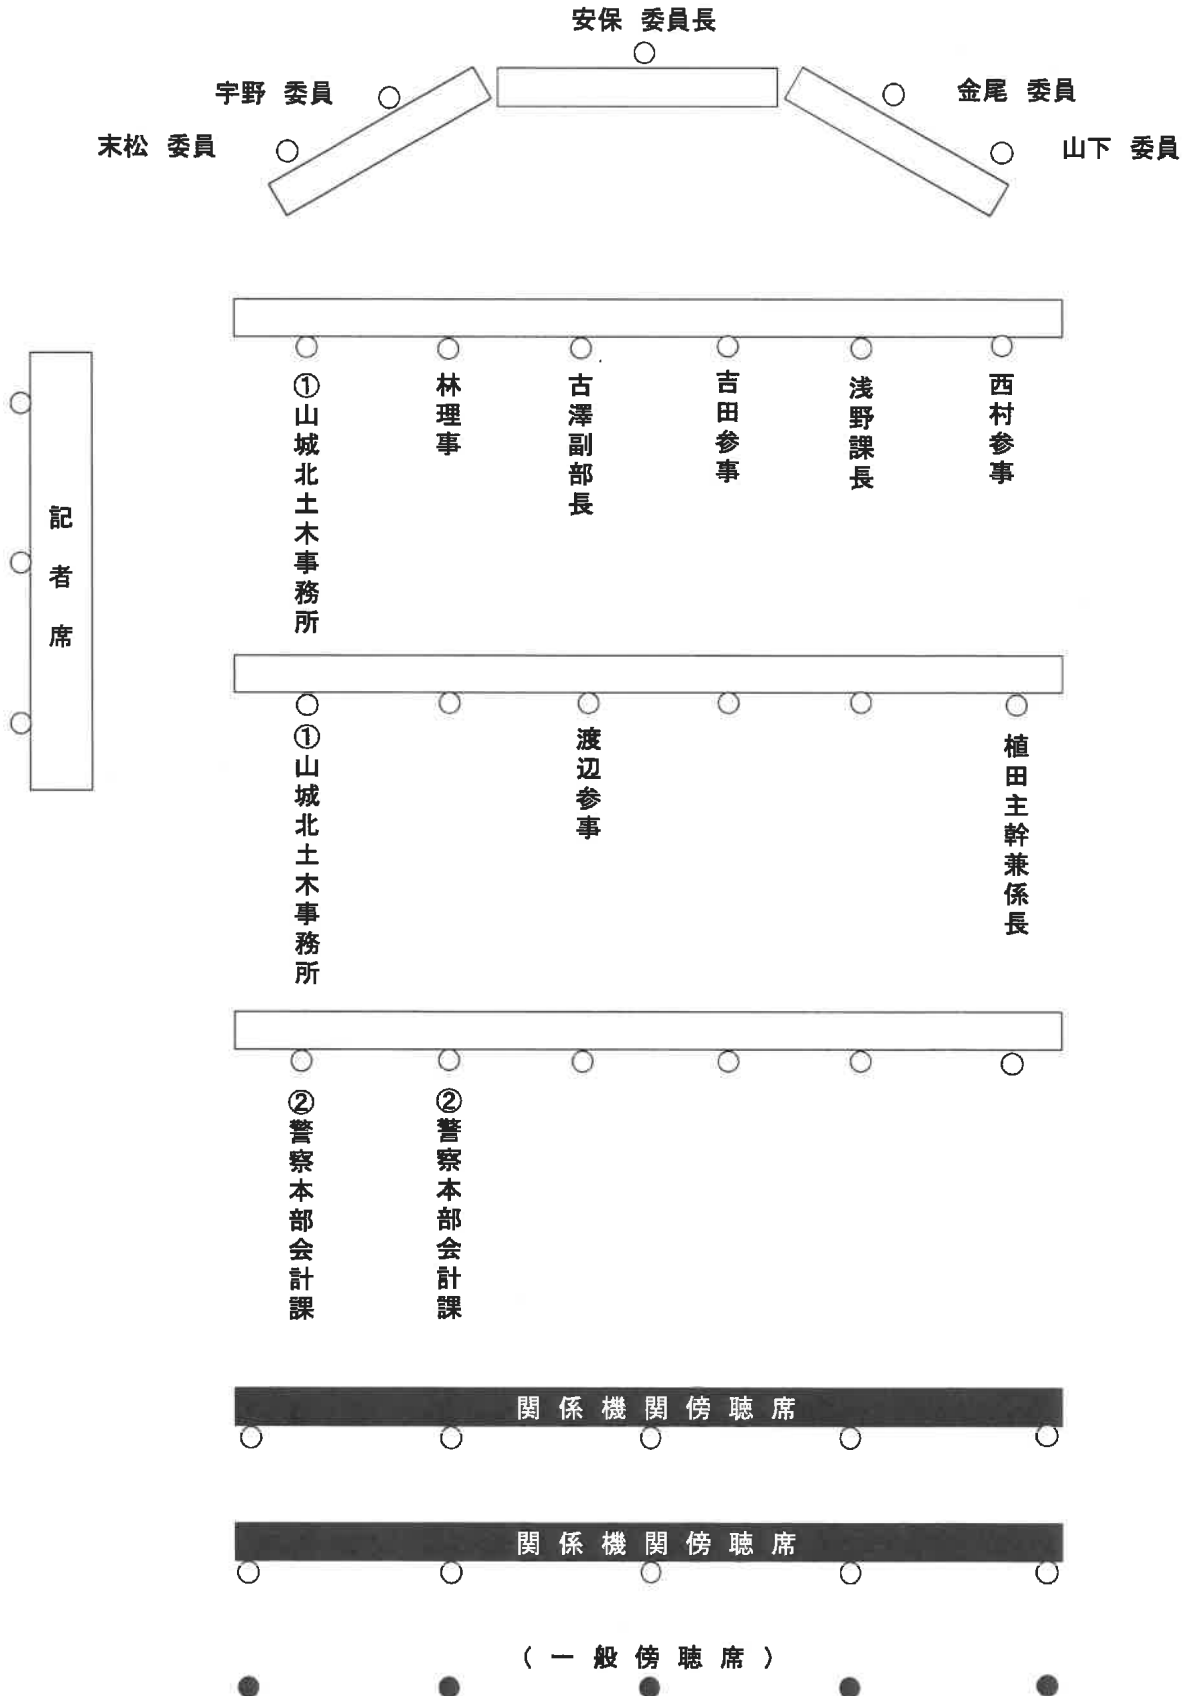 安保 委員長
宇野 委員
金尾 委員
末松 委員
山下 委員
①山城北土木事務所
林理事
古澤副部長
吉田参事
浅野課長
西村参事
記者席
①山城北土木事務所
渡辺参事
植田主幹兼係長
②警察本部会計課
②警察本部会計課
関係機関傍聴席
関係機関傍聴席
(一般傍聴席)